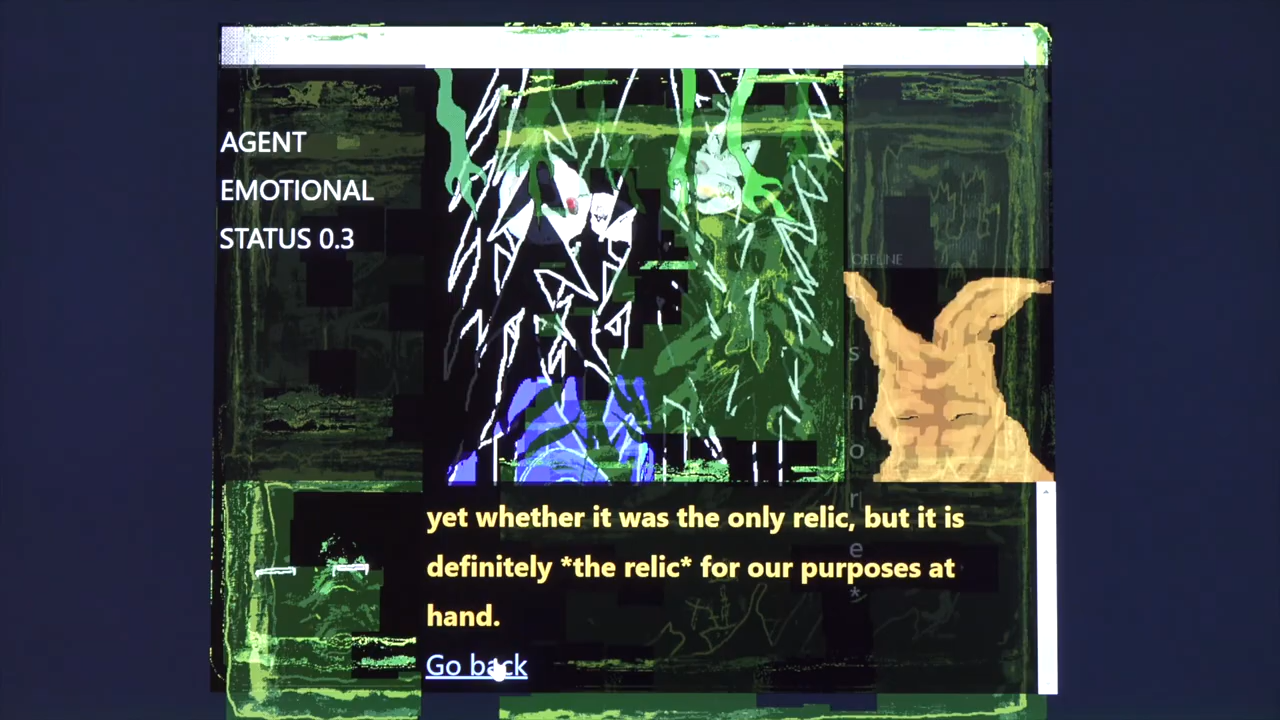 AGENT
EMOTIONAL
STATUS 0.3
OFFLINE
s
n
o
r
e
*
yet whether it was the only relic, but it is
definitely *the relic* for our purposes at
hand.
Go back